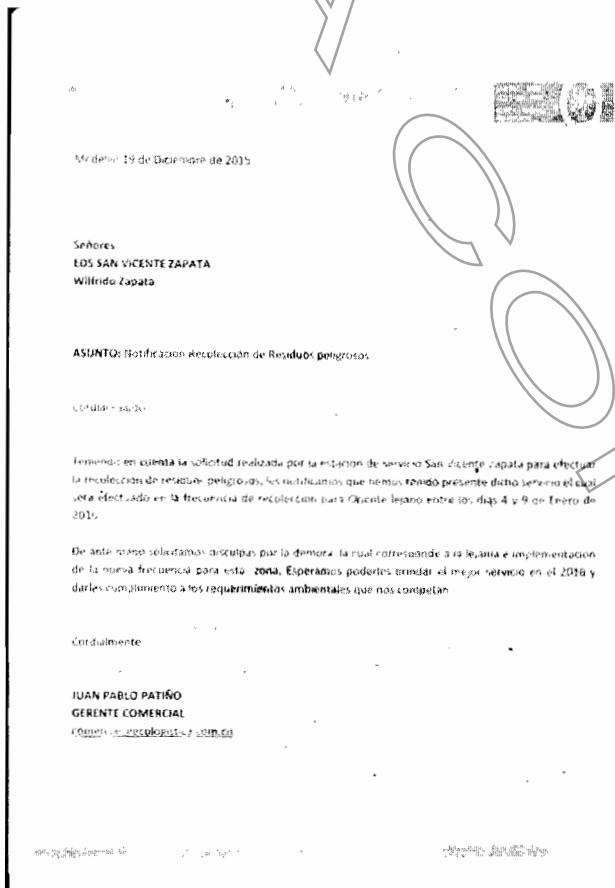 Medellín 19 de Diciembre de 2015
Señores
EDS SAN VICENTE ZAPATA
Wilfrido Zapata
ASUNTO: Notificación Recolección de Residuos peligrosos
Cordial saludo
Teniendo en cuenta la solicitud realizada por la estación de servicio San Vicente Zapata para efectuar
la recolección de residuos peligrosos, les notificamos que hemos tenido presente dicho servicio el cual
será efectuado en la frecuencia de recolección para Oriente lejano entre los días 4 y 9 de Enero de
2016.
De ante mano solicitamos disculpas por la demora, la cual corresponde a la lejanía e implementación
de la nueva frecuencia para esta zona. Esperamos poderles brindar el mejor servicio en el 2016 y
darles cumplimiento a los requerimientos ambientales que nos competan
Cordialmente
JUAN PABLO PATIÑO
GERENTE COMERCIAL